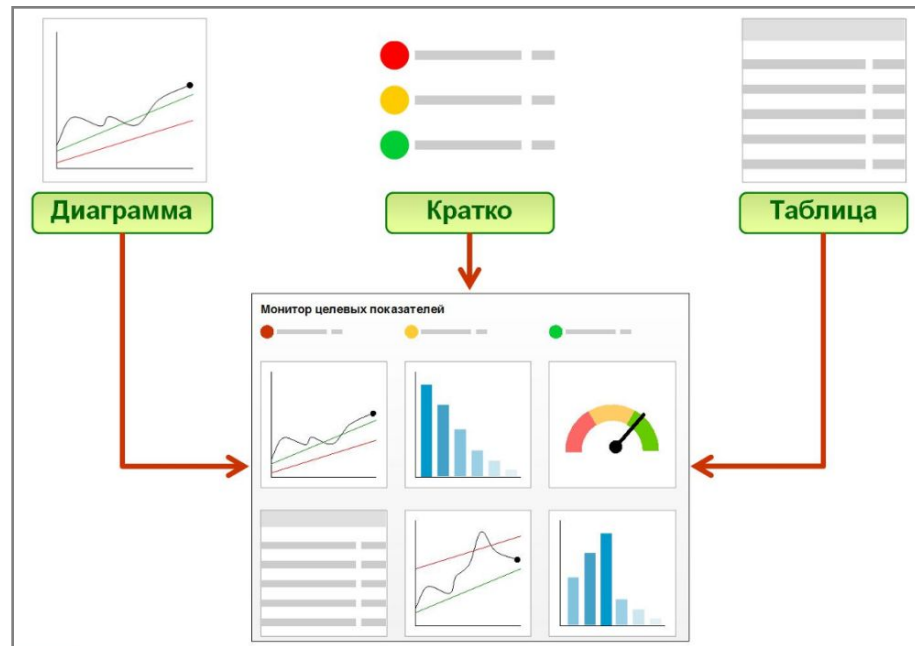 Диаграмма
Кратко
Таблица
Монитор целевых показателей